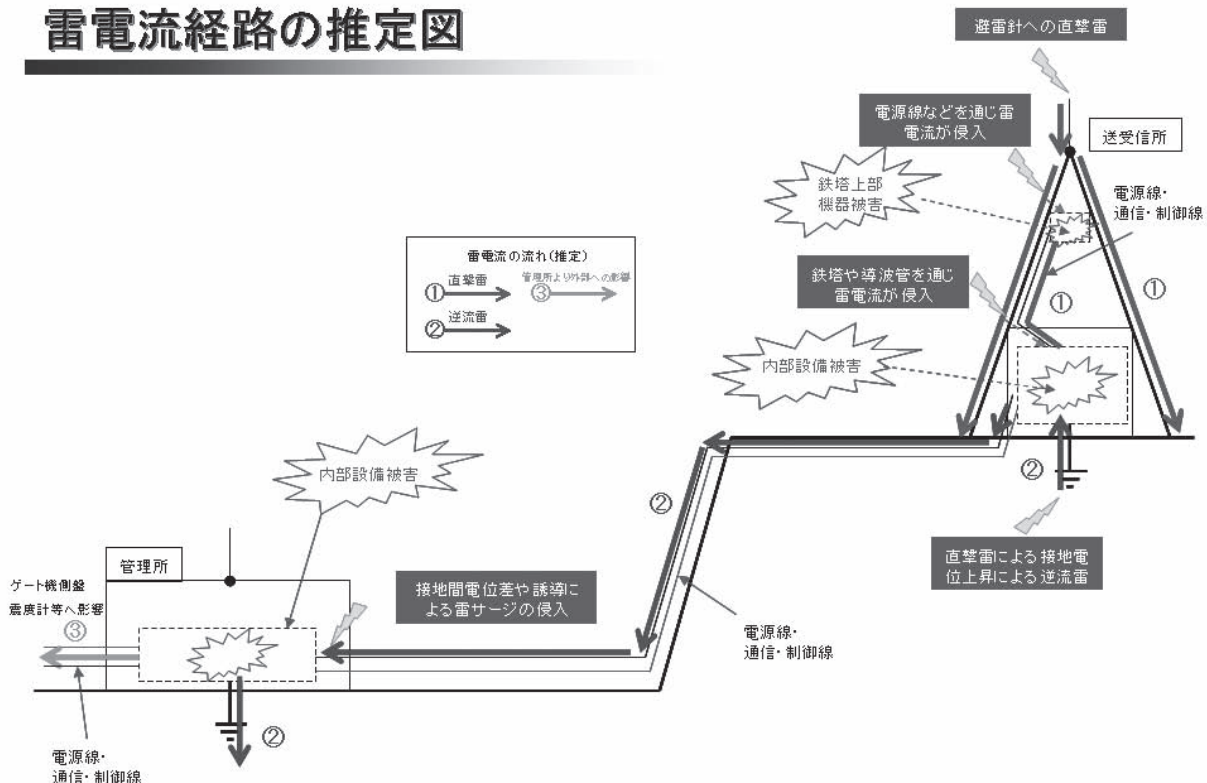 雷電流経路の推定図
避雷針への直撃雷
電源線などを通じ雷
電流が侵入
送受信所
鉄塔上部
機器被害
電源線・
通信・制御線
雷電流の流れ(推定)
① 直撃雷
③ 管理所より外部への影響
② 逆流雷
鉄塔や導波管を通じ
雷電流が侵入
①
①
内部設備被害
内部設備被害
②
②
直撃雷による接地電
位上昇による逆流雷
管理所
接地間電位差や誘導に
よる雷サージの侵入
ゲート機側盤
震度計等へ影響
③
電源線・
通信・制御線
②
電源線・
通信・制御線